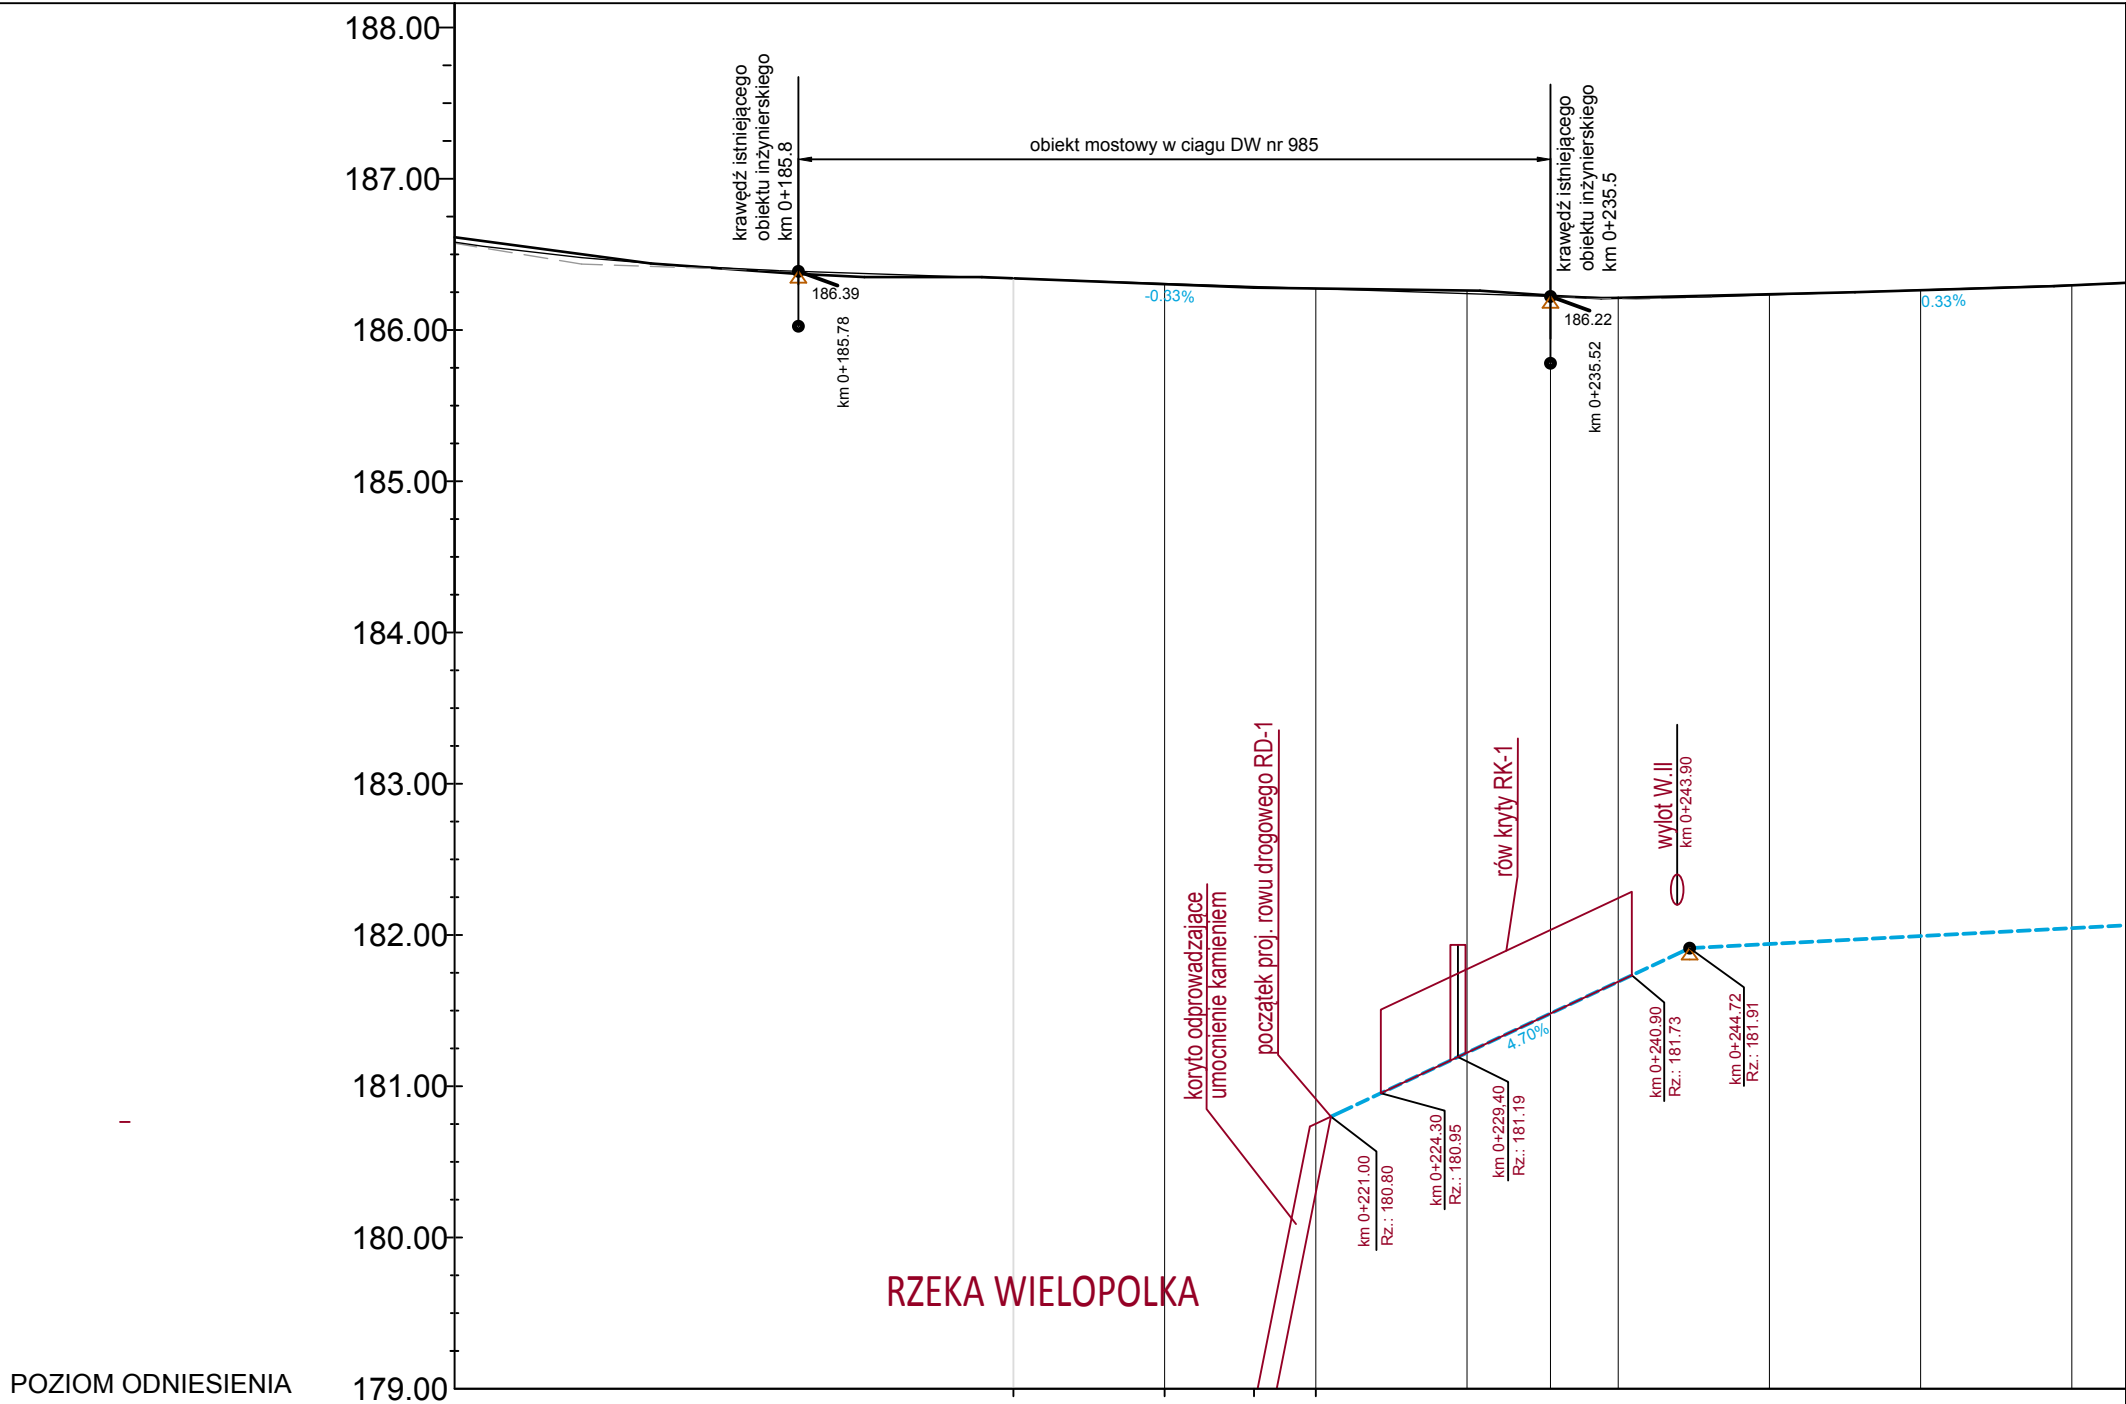 188.00
187.00
186.00
185.00
184.00
183.00
182.00
181.00
180.00
179.00
POZIOM ODNIESIENIA
krawędź istniejącego
obiektu inżynierskiego
km 0+185.8
obiekt mostowy w ciagu DW nr 985
krawędź istniejącego
obiektu inżynierskiego
km 0+235.5
186.39
km 0+185.78
-0.33%
186.22
km 0+235.52
0.33%
koryto odprowadzające
umocnienie kamieniem
początek proj. rowu drogowego RD-1
rów kryty RK-1
wylot W.II
km 0+243.90
4.70%
km 0+221.00
Rz.: 180.80
km 0+224.30
Rz.: 180.95
km 0+229,40
Rz.: 181.19
km 0+240.90
Rz.: 181.73
km 0+244.72
Rz.: 181.91
RZEKA WIELOPOLKA